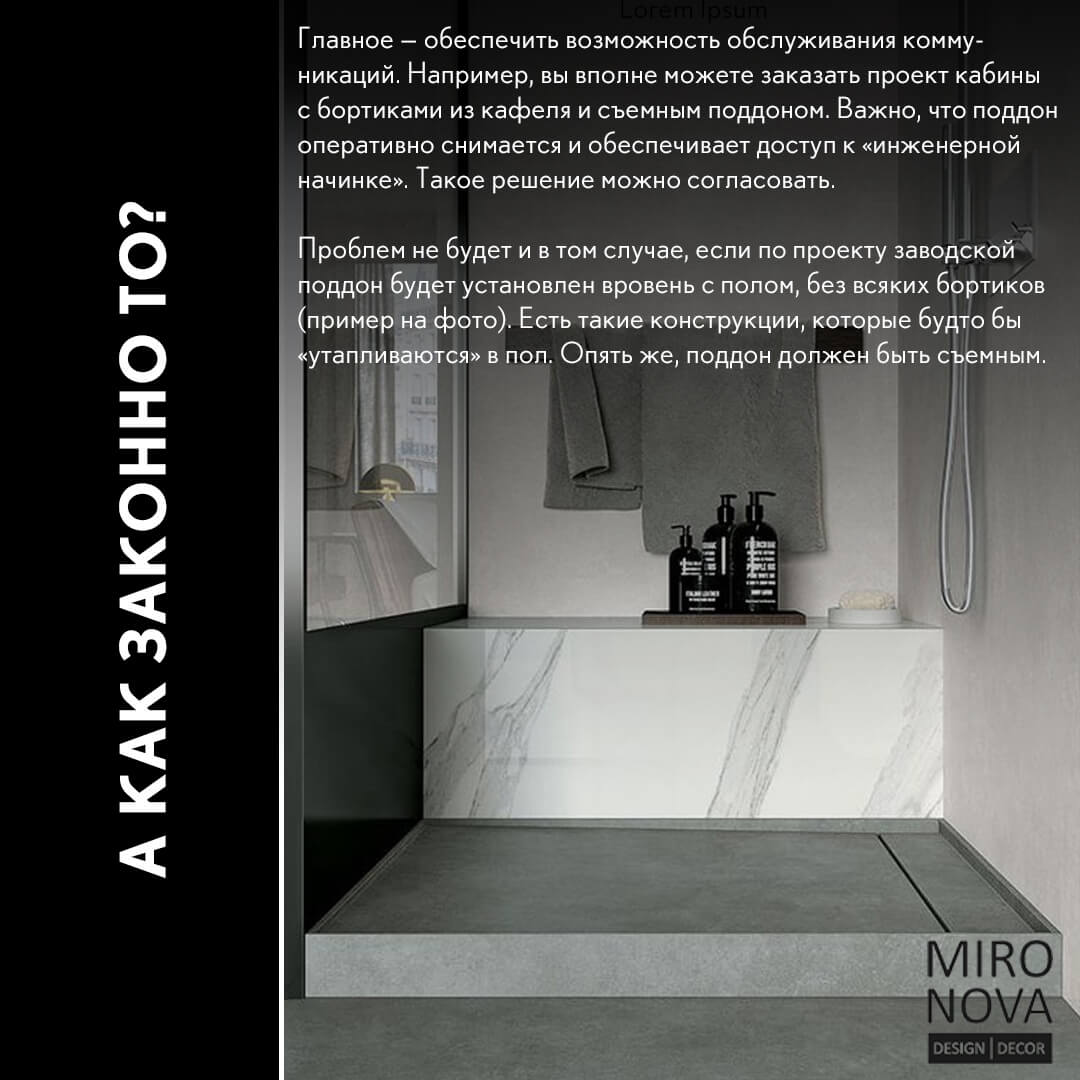 А КАК ЗАКОННО ТО?
Lorem Ipsum
Главное — обеспечить возможность обслуживания комму-
никаций. Например, вы вполне можете заказать проект кабины
с бортиками из кафеля и съемным поддоном. Важно, что поддон
оперативно снимается и обеспечивает доступ к «инженерной
начинке». Такое решение можно согласовать.
Проблем не будет и в том случае, если по проекту заводской
поддон будет установлен вровень с полом, без всяких бортиков
(пример на фото). Есть такие конструкции, которые будто бы
«утапливаются» в пол. Опять же, поддон должен быть съемным.
MIRO
NOVA
DESIGN | DECOR